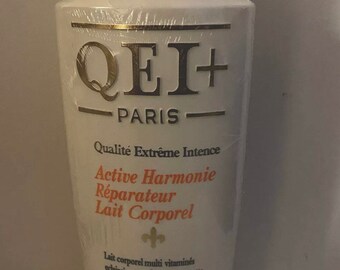 QEI+
PARIS
Qualité Extrême Intence
Active Harmonie
Réparateur
Lait Corporel
Lait corporel multi vitaminés